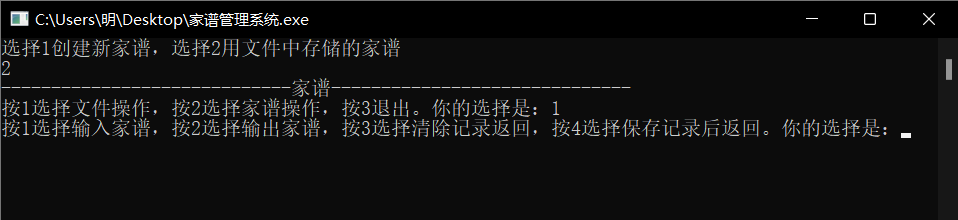 C:\Users\明\Desktop\家谱管理系统.exe
选择1创建新家谱，选择2用文件中存储的家谱
2
-----------------------------家谱------------------------------
按1选择文件操作，按2选择家谱操作，按3退出。你的选择是：1
按1选择输入家谱，按2选择输出家谱，按3选择清除记录返回，按4选择保存记录后返回。你的选择是：